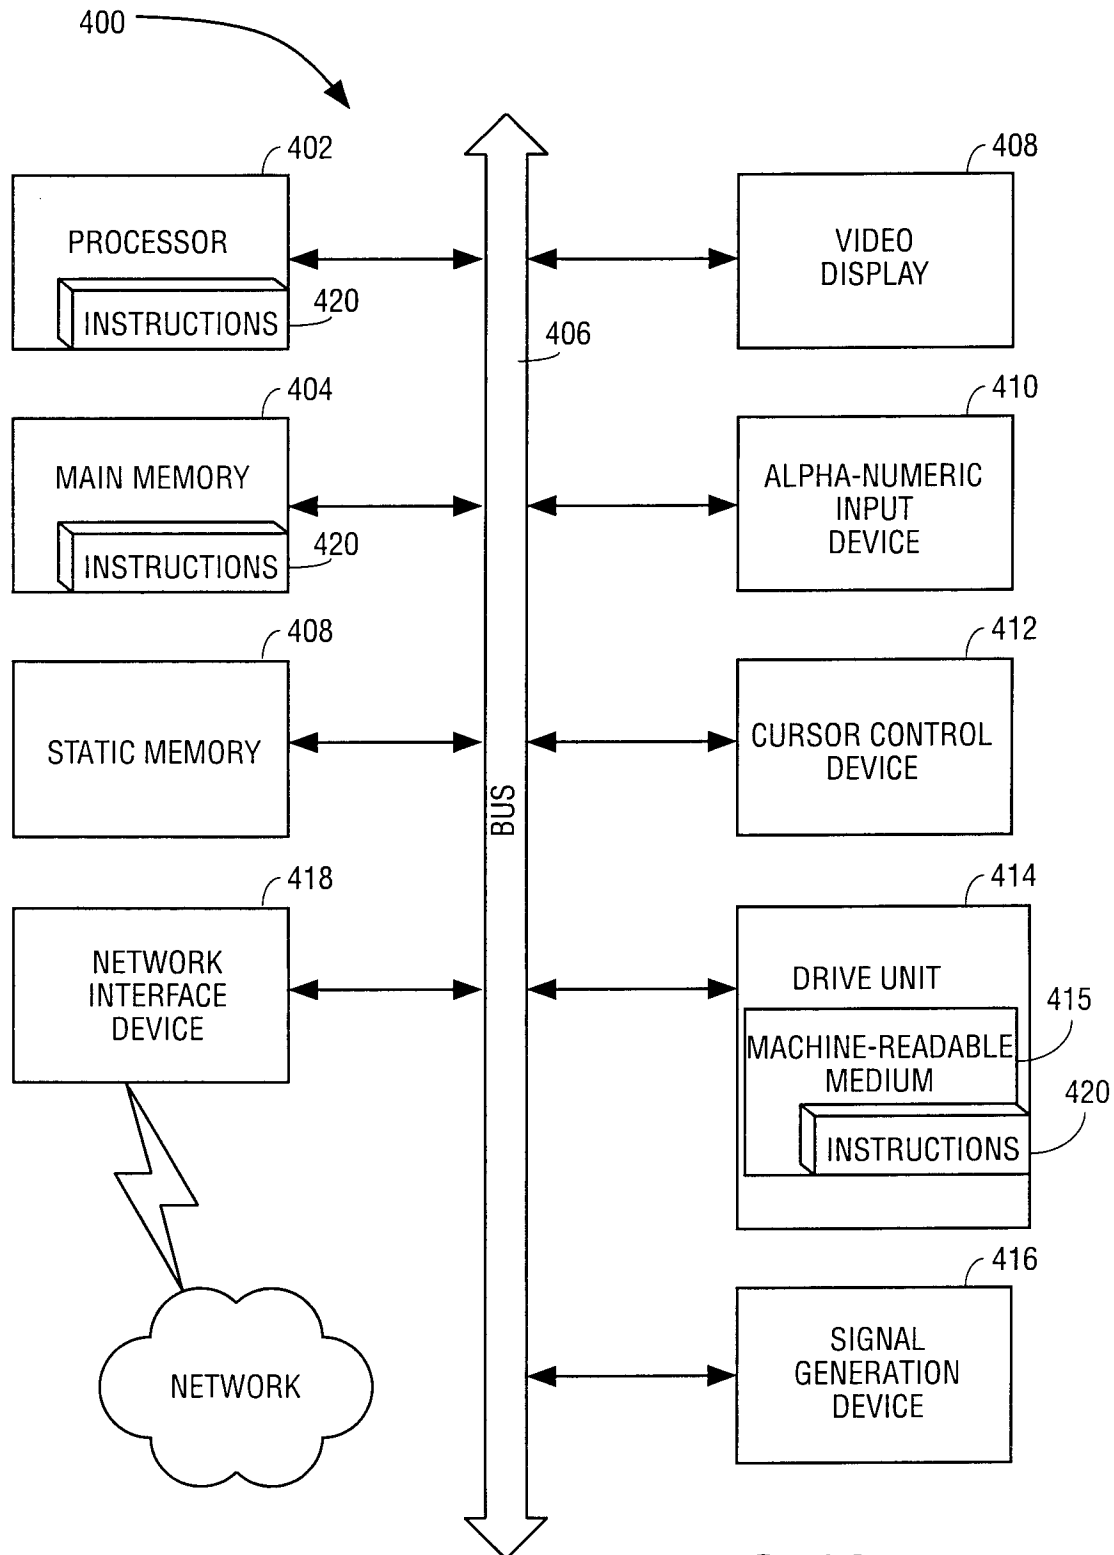 400
402
PROCESSOR
INSTRUCTIONS
420
404
MAIN MEMORY
INSTRUCTIONS
420
408
STATIC MEMORY
418
NETWORK
INTERFACE
DEVICE
NETWORK
406
BUS
408
VIDEO
DISPLAY
410
ALPHA-NUMERIC
INPUT
DEVICE
412
CURSOR CONTROL
DEVICE
414
DRIVE UNIT
415
MACHINE-READABLE
MEDIUM
420
INSTRUCTIONS
416
SIGNAL
GENERATION
DEVICE